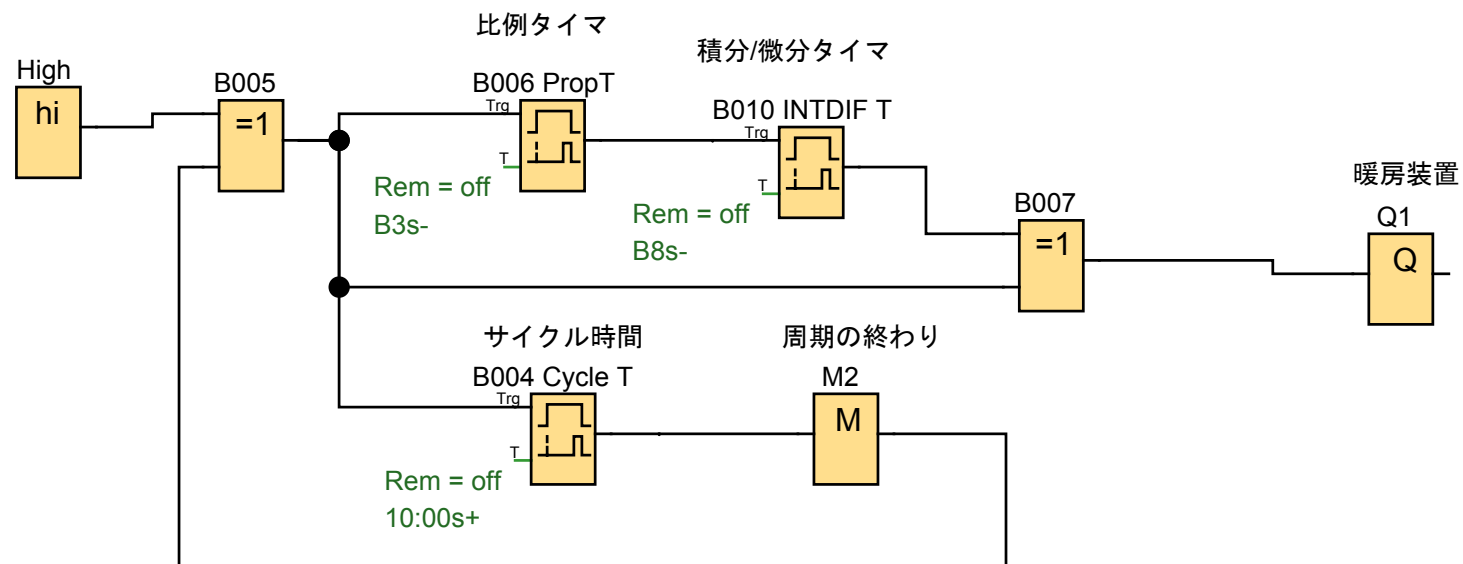 比例タイマ
積分/微分タイマ
High
hi
B005
=1
B006 PropT
Trg
T
Rem = off
B3s-
B010 INTDIF T
Trg
T
Rem = off
B8s-
B007
=1
暖房装置
Q1
Q
サイクル時間
B004 Cycle T
Trg
T
Rem = off
10:00s+
周期の終わり
M2
M